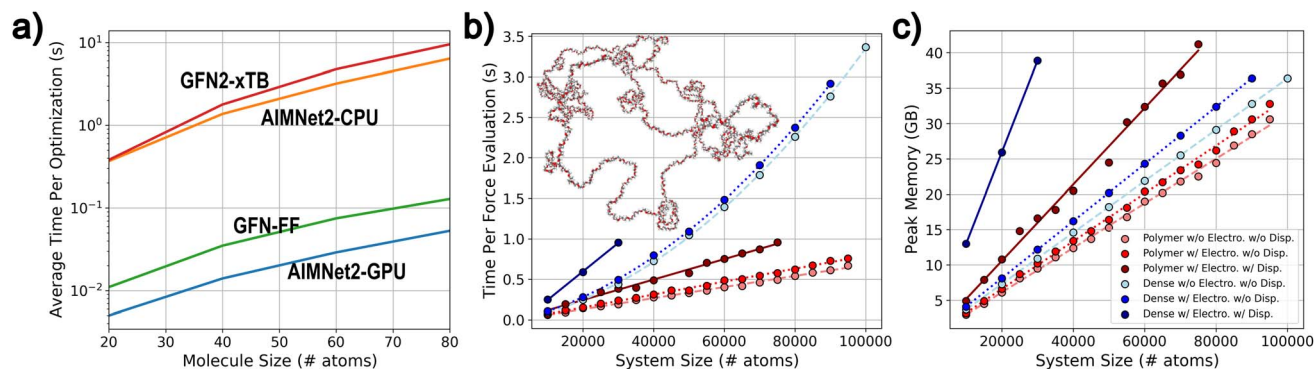 a)
Average Time Per Optimization (s)
10¹
10⁰
10⁻¹
10⁻²
GFN2-xTB
AIMNet2-CPU
GFN-FF
AIMNet2-GPU
20 30 40 50 60 70 80
Molecule Size (# atoms)
b)
Time Per Force Evaluation (s)
3.5
3.0
2.5
2.0
1.5
1.0
0.5
0.0
20000 40000 60000 80000 100000
System Size (# atoms)
c)
Peak Memory (GB)
40
35
30
25
20
15
10
5
Polymer w/o Electro. w/o Disp.
Polymer w/ Electro. w/o Disp.
Polymer w/ Electro. w/ Disp.
Dense w/o Electro. w/o Disp.
Dense w/ Electro. w/o Disp.
Dense w/ Electro. w/ Disp.
20000 40000 60000 80000 100000
System Size (# atoms)